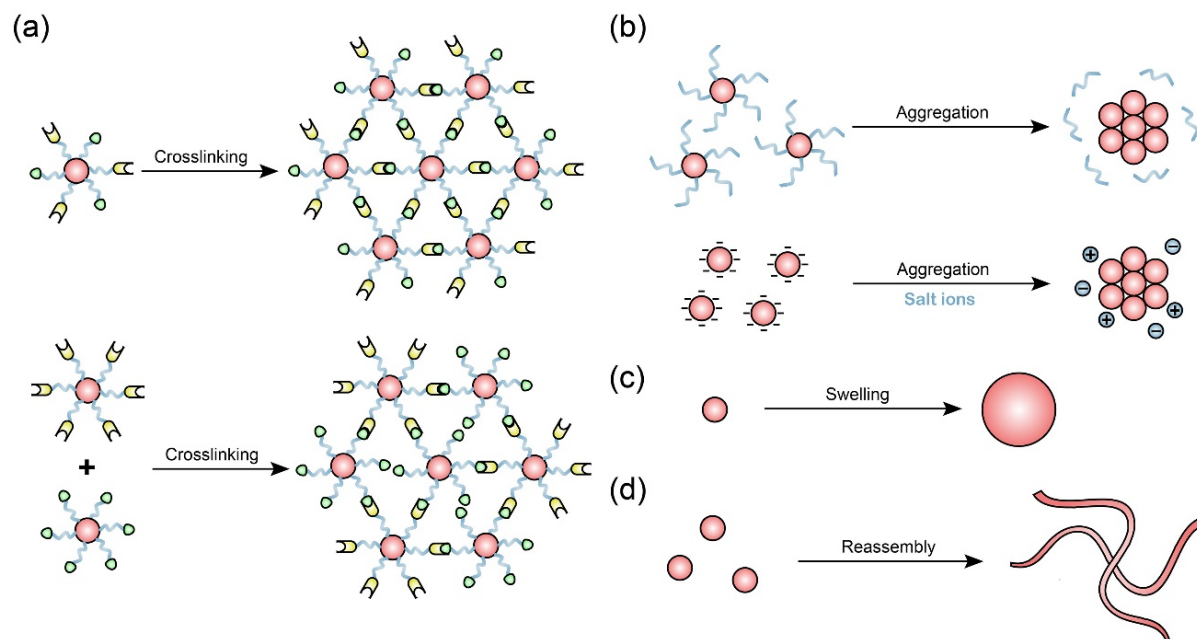 (a)
Crosslinking
+
Crosslinking
(b)
Aggregation
Aggregation
Salt ions
(c)
Swelling
(d)
Reassembly